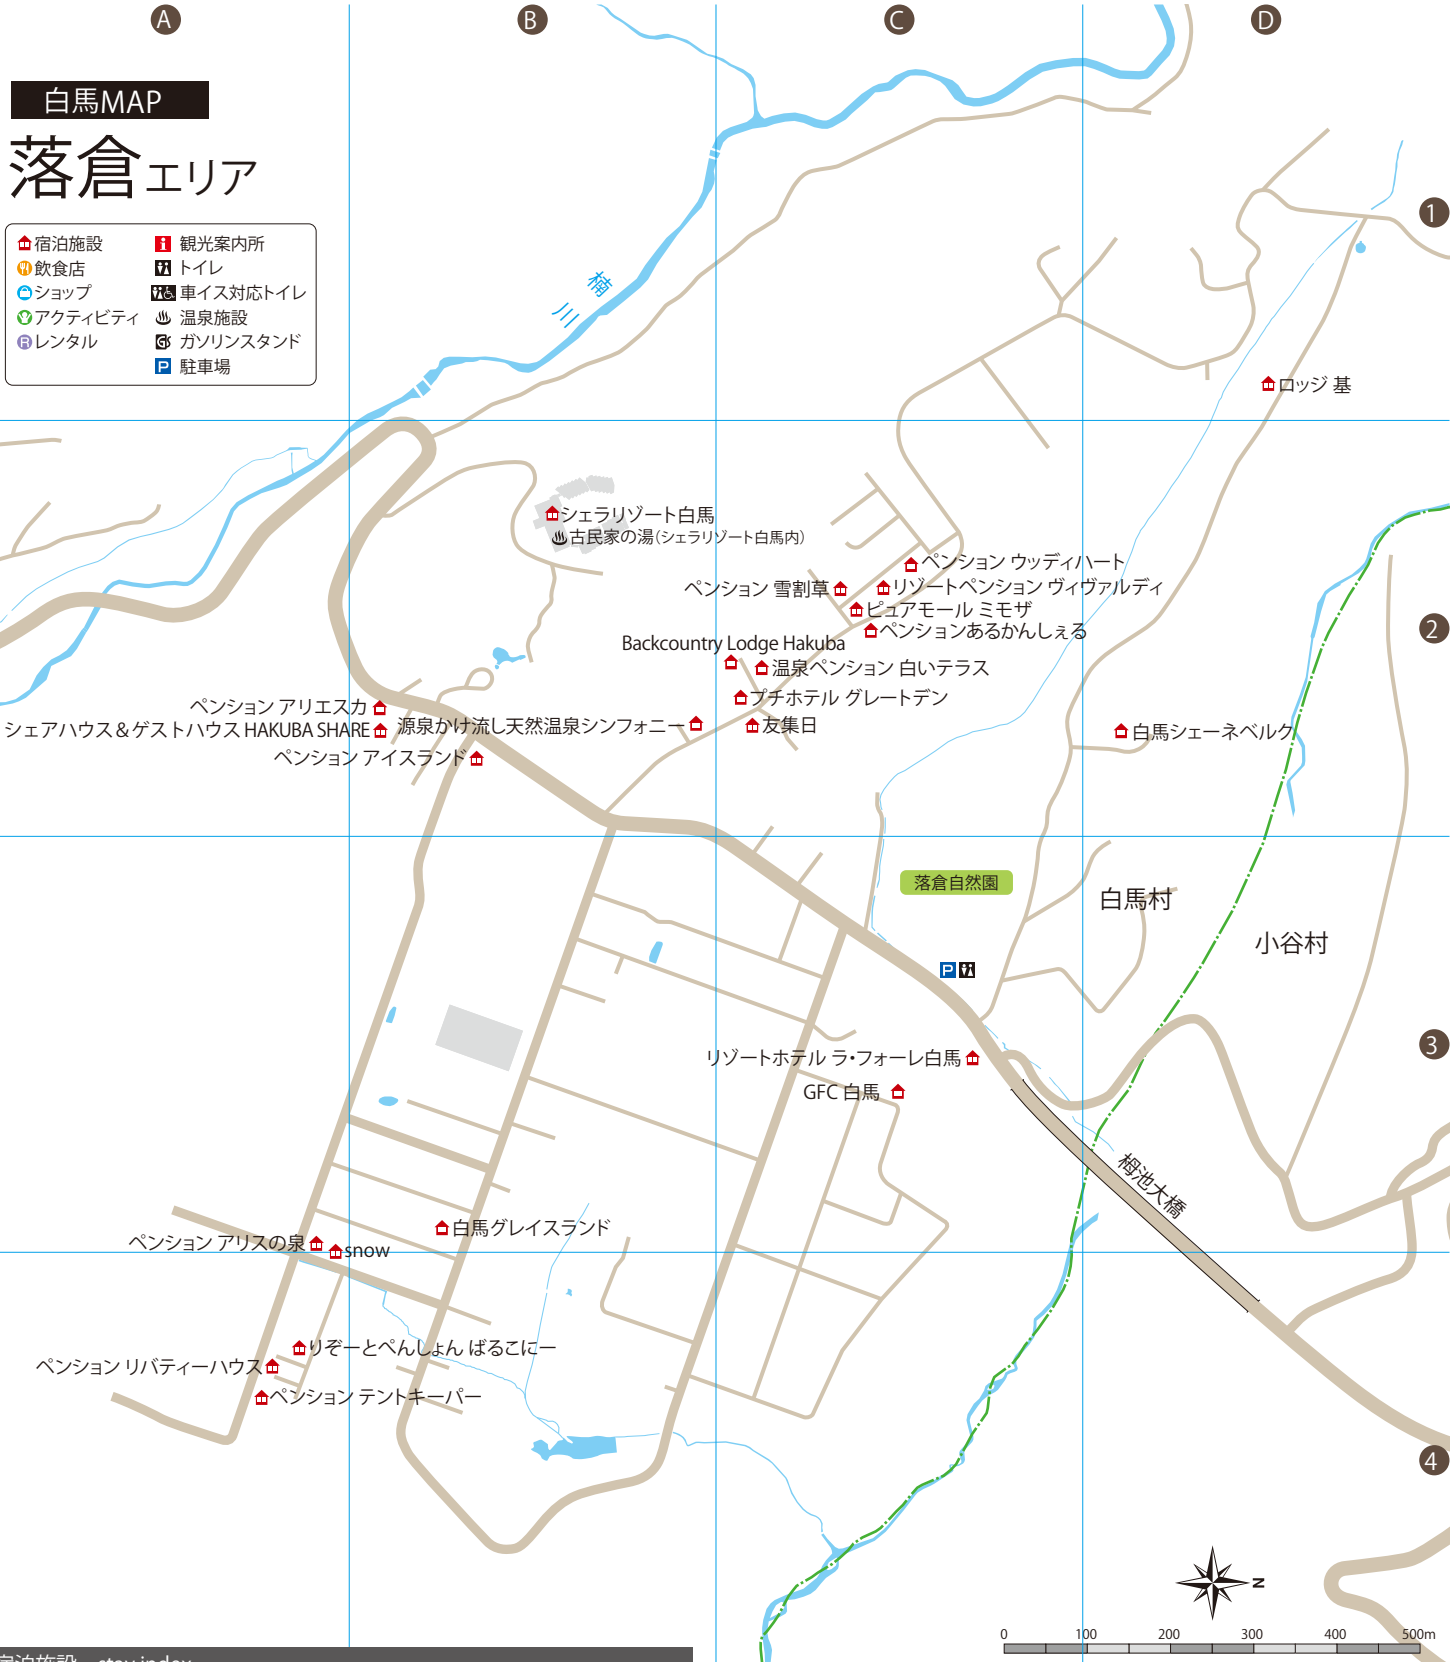 A
B
C
D
白馬MAP
落倉エリア
宿泊施設
飲食店
ショップ
アクティビティ
R レンタル
i 観光案内所
トイレ
車イス対応トイレ
温泉施設
ガソリンスタンド
P 駐車場
1
楠川
ロッジ 基
シェラリゾート白馬
古民家の湯(シェラリゾート白馬内)
ペンション ウッディハート
ペンション 雪割草
リゾートペンション ヴィヴァルディ
ピュアモール ミモザ
ペンションあるかんしぇる
2
Backcountry Lodge Hakuba
温泉ペンション 白いテラス
プチホテル グレートデン
ペンション アリエスカ
シェアハウス&ゲストハウス HAKUBA SHARE
源泉かけ流し天然温泉シンフォニー
友集日
白馬シェーネベルク
ペンション アイスランド
落倉自然園
白馬村
小谷村
P
3
リゾートホテル ラ・フォーレ白馬
GFC 白馬
栂池大橋
白馬グレイスランド
ペンション アリスの泉
snow
りぞーとぺんしょん ばるこにー
ペンション リバティーハウス
ペンション テントキーパー
4
N
0 100 200 300 400 500m
宿泊施設 stay index